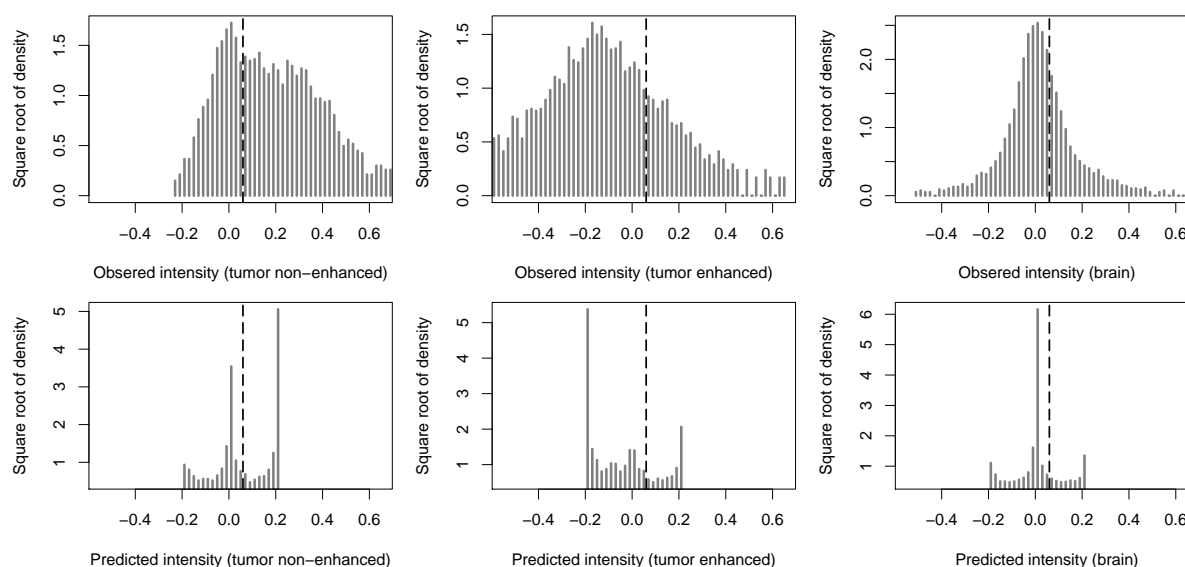 Square root of density
0.0 0.5 1.0 1.5
−0.4 −0.2 0.0 0.2 0.4 0.6
Obsered intensity (tumor non−enhanced)
Square root of density
0.0 0.5 1.0 1.5
−0.4 −0.2 0.0 0.2 0.4 0.6
Obsered intensity (tumor enhanced)
Square root of density
0.0 1.0 2.0
−0.4 −0.2 0.0 0.2 0.4 0.6
Obsered intensity (brain)
Square root of density
1 2 3 4 5
−0.4 −0.2 0.0 0.2 0.4 0.6
Predicted intensity (tumor non−enhanced)
Square root of density
1 2 3 4 5
−0.4 −0.2 0.0 0.2 0.4 0.6
Predicted intensity (tumor enhanced)
Square root of density
1 2 3 4 5 6
−0.4 −0.2 0.0 0.2 0.4 0.6
Predicted intensity (brain)